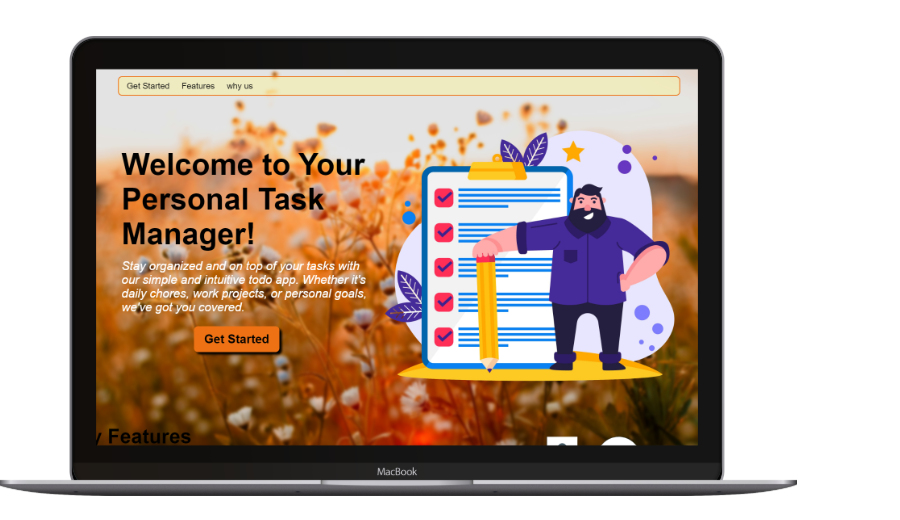 Get Started Features why us
Welcome to Your
Personal Task
Manager!
Stay organized and on top of your tasks with
our simple and intuitive todo app. Whether it's
daily chores, work projects, or personal goals,
we've got you covered.
Get Started
y Features
MacBook